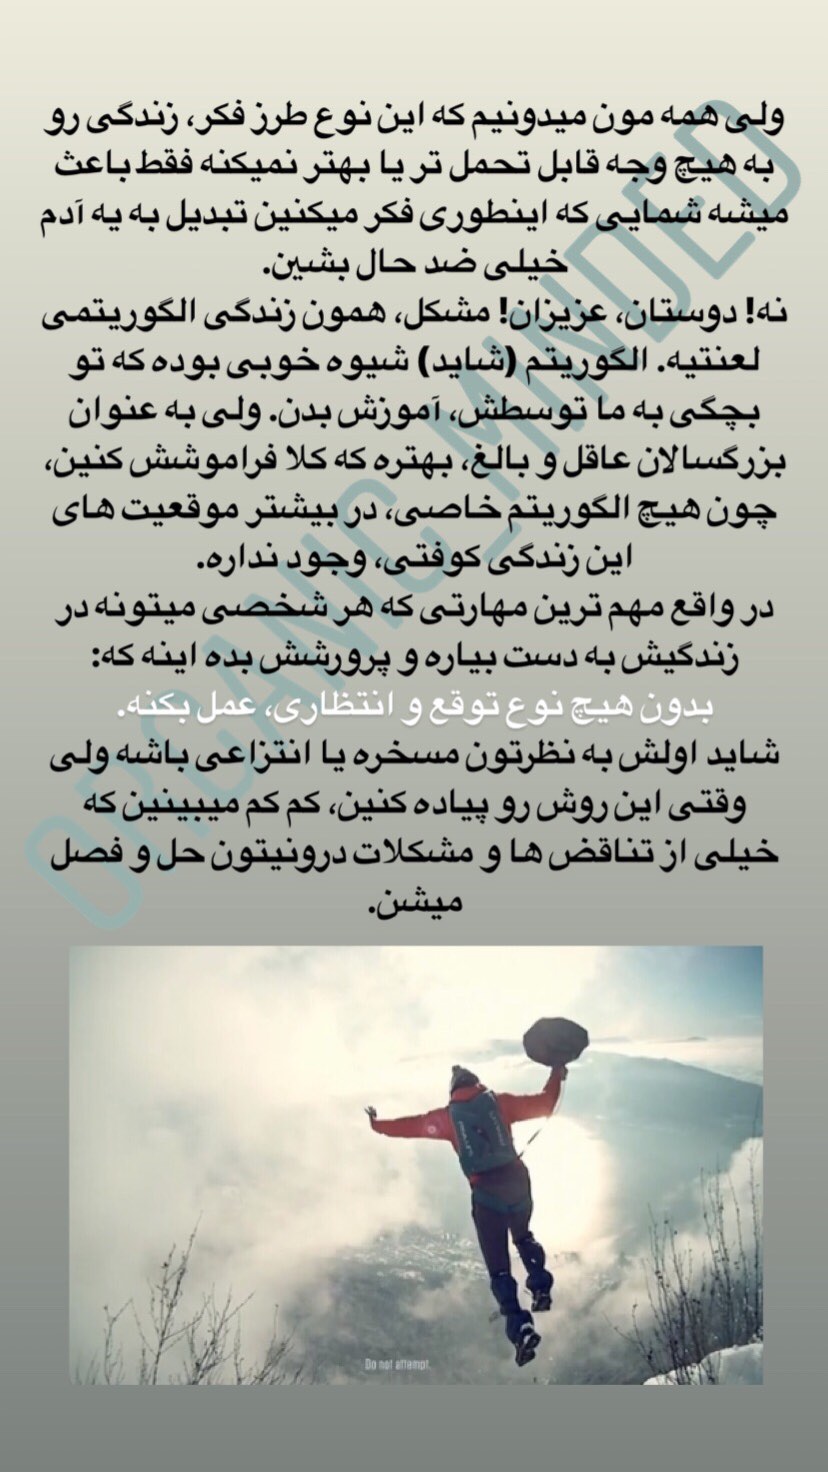 ولی همه مون میدونیم که این نوع طرز فکر، زندگی رو
به هیچ وجه قابل تحمل تر یا بهتر نمیکنه فقط باعث
میشه شمایی که اینطوری فکر میکنین تبدیل به یه آدم
خیلی ضد حال بشین.
نه! دوستان، عزیزان! مشکل، همون زندگی الگوریتمی
لعنتیه. الگوریتم (شاید) شیوه خوبی بوده که تو
بچگی به ما توسطش، آموزش بدن. ولی به عنوان
بزرگسالان عاقل و بالغ، بهتره که کلا فراموشش کنین،
چون هیچ الگوریتم خاصی، در بیشتر موقعیت های
این زندگی کوفتی، وجود نداره.
در واقع مهم ترین مهارتی که هر شخصی میتونه در
زندگیش به دست بیاره و پرورشش بده اینه که:
بدون هیچ نوع توقع و انتظاری، عمل بکنه.
شاید اولش به نظرتون مسخره یا انتزاعی باشه ولی
وقتی این روش رو پیاده کنین، کم کم میبینین که
خیلی از تناقض ها و مشکلات درونیتون حل و فصل
میشن.
ORGANIC_MINDED
Do not attempt.